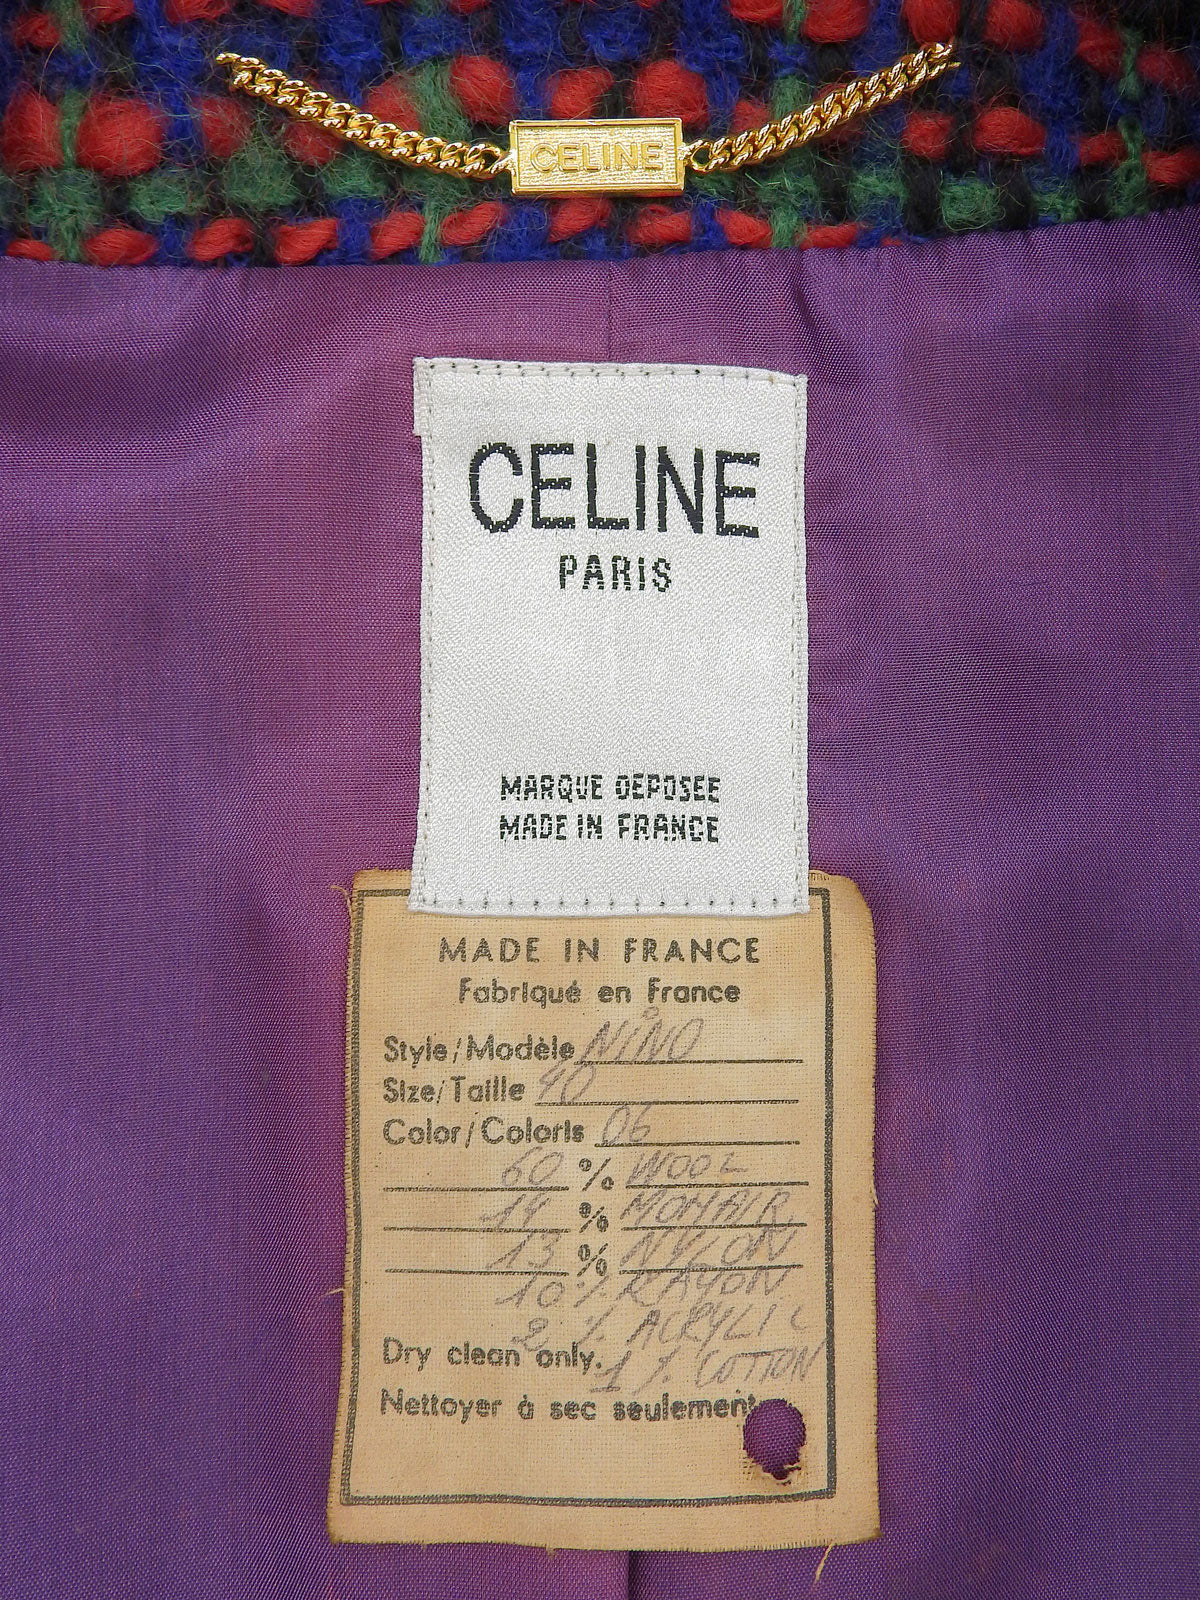 CELINE
CELINE
PARIS
MARQUE DEPOSEE
MADE IN FRANCE
MADE IN FRANCE
Fabriqué en France
Style/Modèle NINO
Size/Taille 40
Color/Coloris 06
60 % WOOL
14 % MOHAIR
13 % NYLON
10 % RAYON
2 % ACRYLIC
Dry clean only. 1 % COTTON
Nettoyer à sec seulement